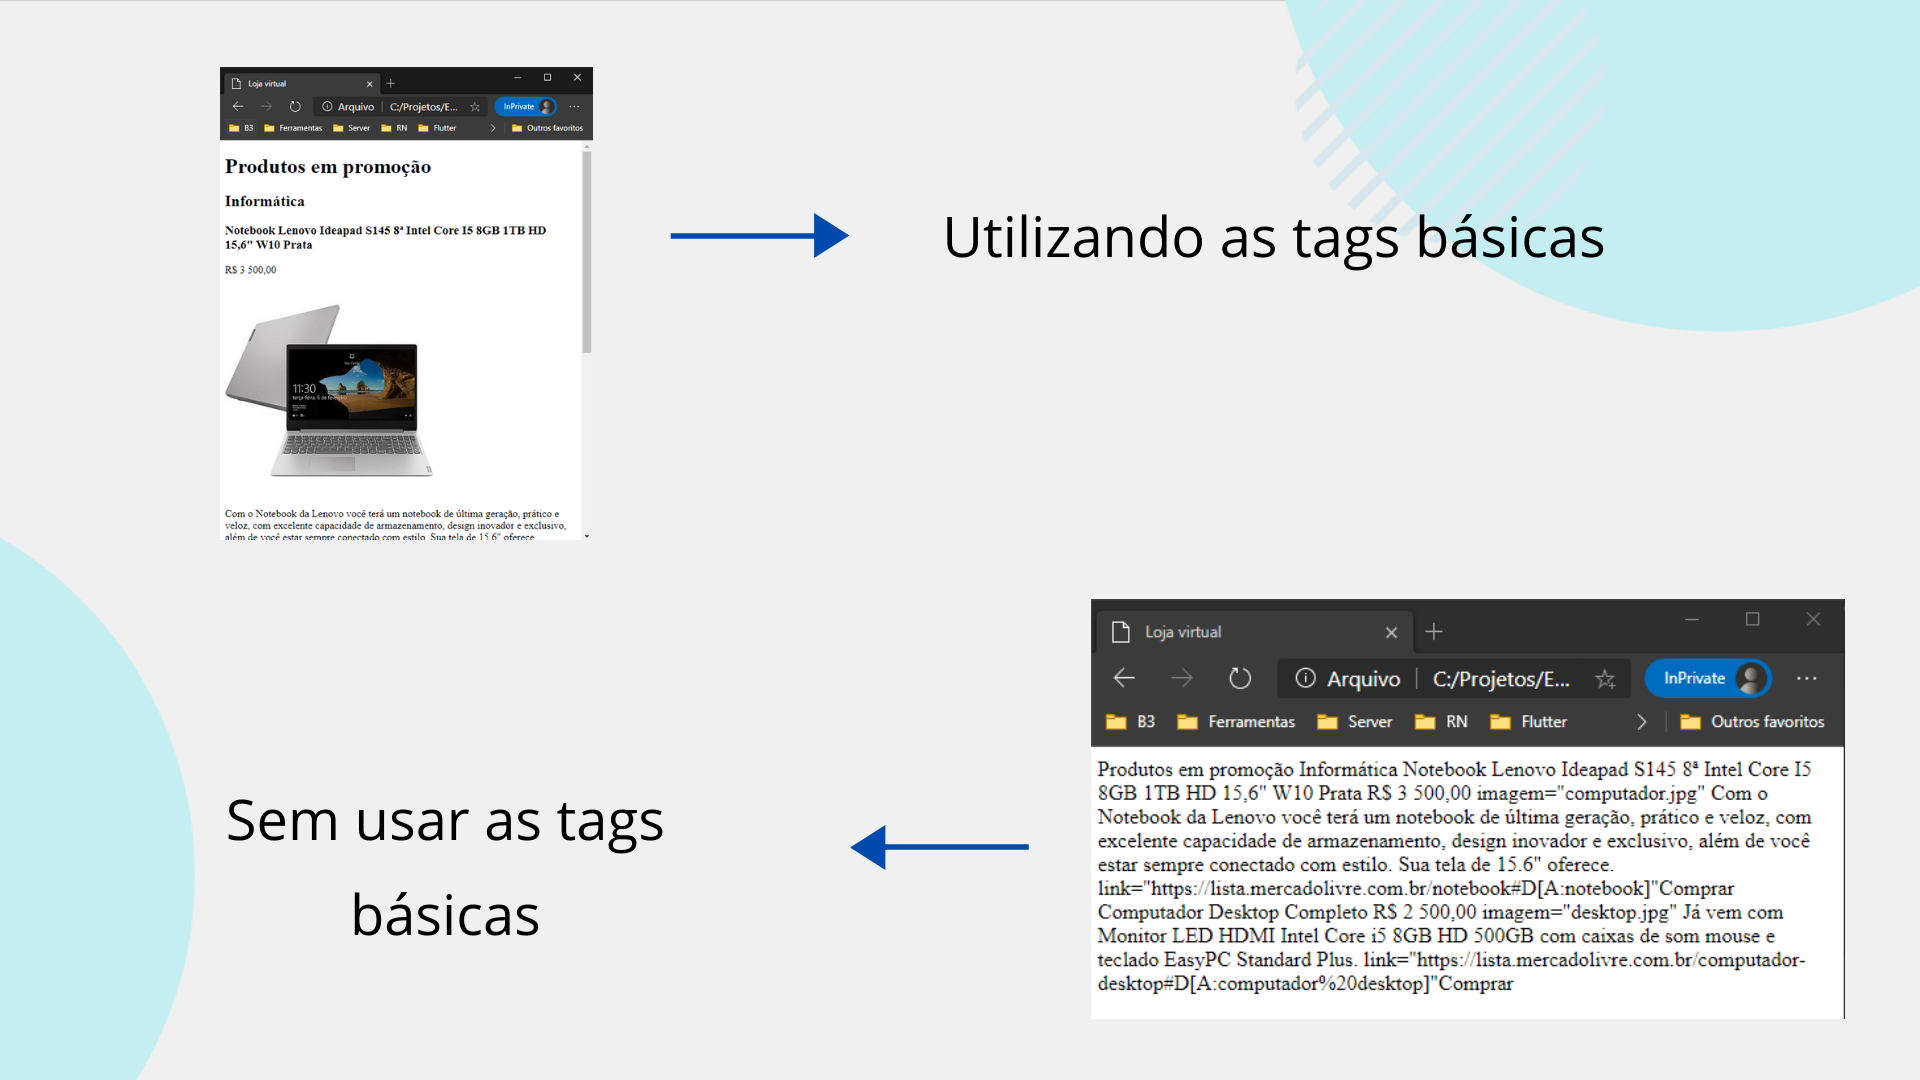 Loja virtual
Arquivo C:/Projetos/E... InPrivate ...
B3 Ferramentas Server RN Flutter Outros favoritos
Produtos em promoção
Informática
Notebook Lenovo Ideapad S145 8ª Intel Core I5 8GB 1TB HD
15,6" W10 Prata
R$ 3 500,00
11:30
Com o Notebook da Lenovo você terá um notebook de última geração, prático e
veloz, com excelente capacidade de armazenamento, design inovador e exclusivo,
além de você estar sempre conectado com estilo. Sua tela de 15.6" oferece
Utilizando as tags básicas
Sem usar as tags
básicas
Loja virtual
Arquivo C:/Projetos/E... InPrivate ...
B3 Ferramentas Server RN Flutter Outros favoritos
Produtos em promoção Informática Notebook Lenovo Ideapad S145 8ª Intel Core I5
8GB 1TB HD 15,6" W10 Prata R$ 3 500,00 imagem="computador.jpg" Com o
Notebook da Lenovo você terá um notebook de última geração, prático e veloz, com
excelente capacidade de armazenamento, design inovador e exclusivo, além de você
estar sempre conectado com estilo. Sua tela de 15.6" oferece.
link="https://lista.mercadolivre.com.br/notebook#D[A:notebook]"Comprar
Computador Desktop Completo R$ 2 500,00 imagem="desktop.jpg" Já vem com
Monitor LED HDMI Intel Core i5 8GB HD 500GB com caixas de som mouse e
teclado EasyPC Standard Plus. link="https://lista.mercadolivre.com.br/computador-
desktop#D[A:computador%20desktop]"Comprar